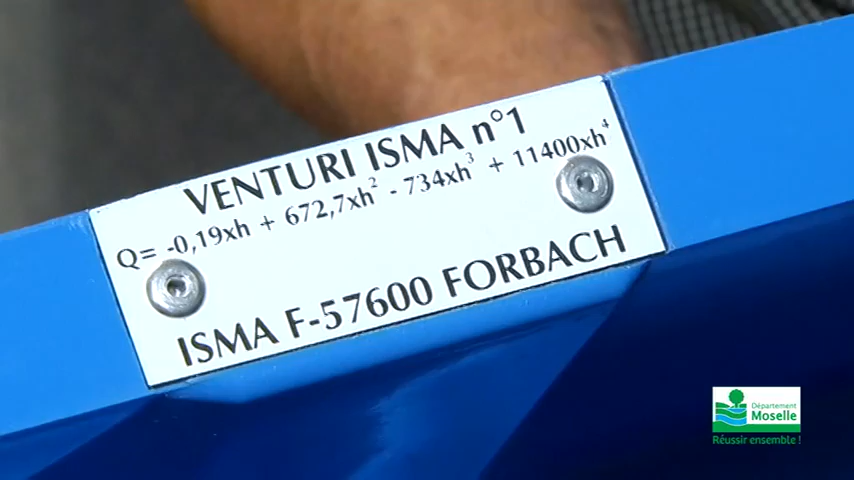 VENTURI ISMA n°1
Q= -0,19xh + 672,7xh² - 734xh³ + 11400xh⁴
ISMA F-57600 FORBACH
Département
Moselle
Réussir ensemble !